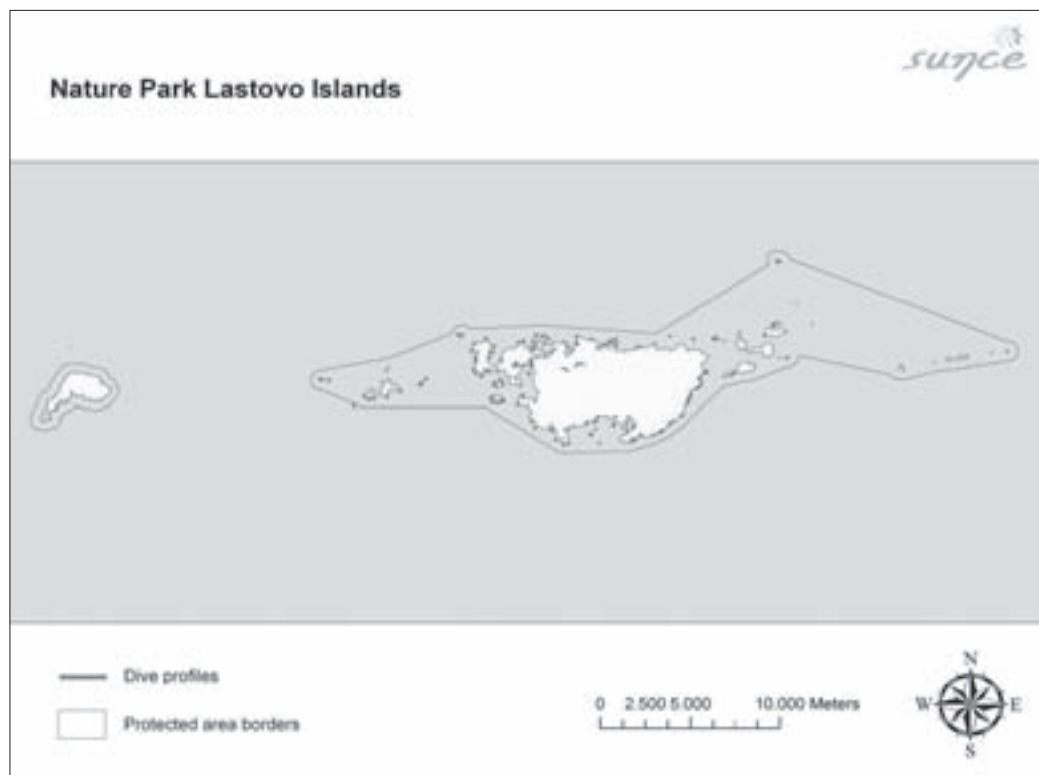 sunce
Nature Park Lastovo Islands
Dive profiles
Protected area borders
0 2.500 5.000 10.000 Meters
N
W E
S